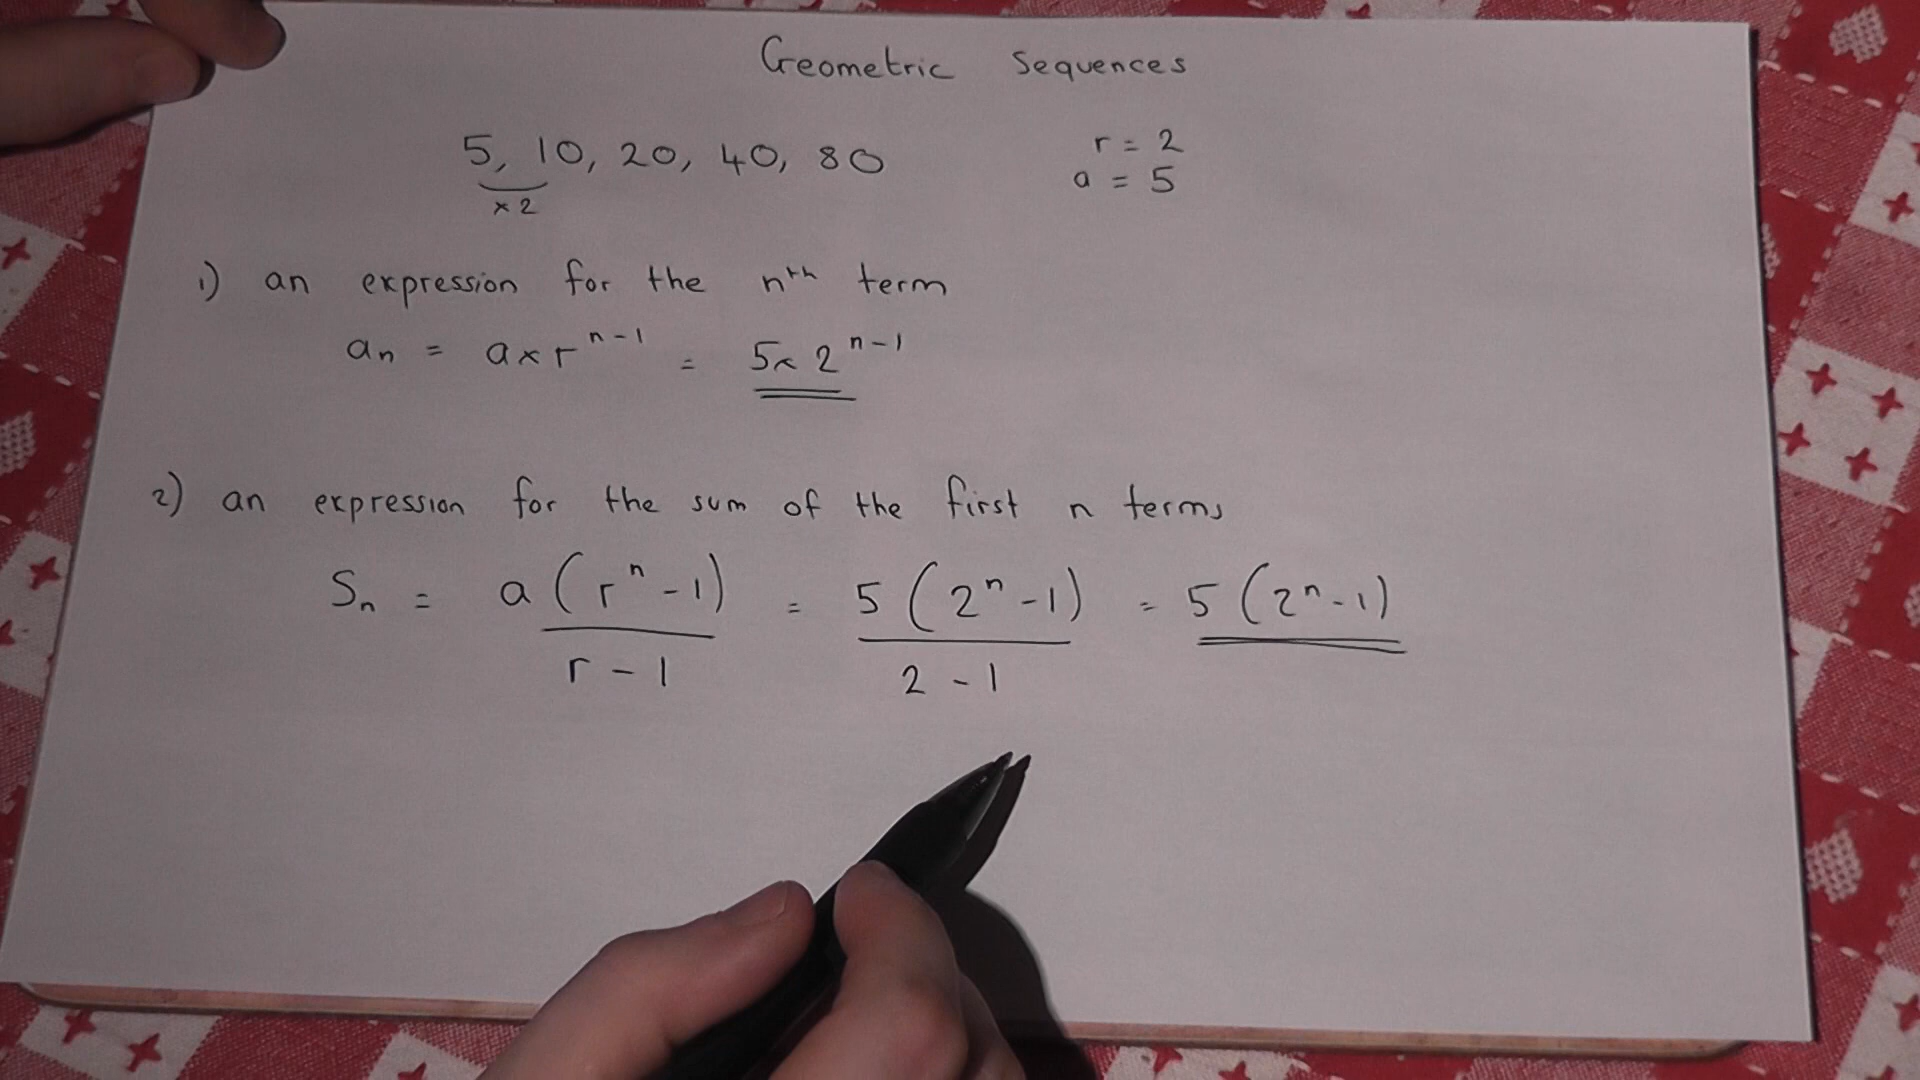 Geometric Sequences
5, 10, 20, 40, 80
×2
r = 2
a = 5
1) an expression for the nth term
an = a×r^n-1 = 5×2^n-1
2) an expression for the sum of the first n terms
Sn = a(r^n-1)/r-1 = 5(2^n-1)/2-1 = 5(2^n-1)